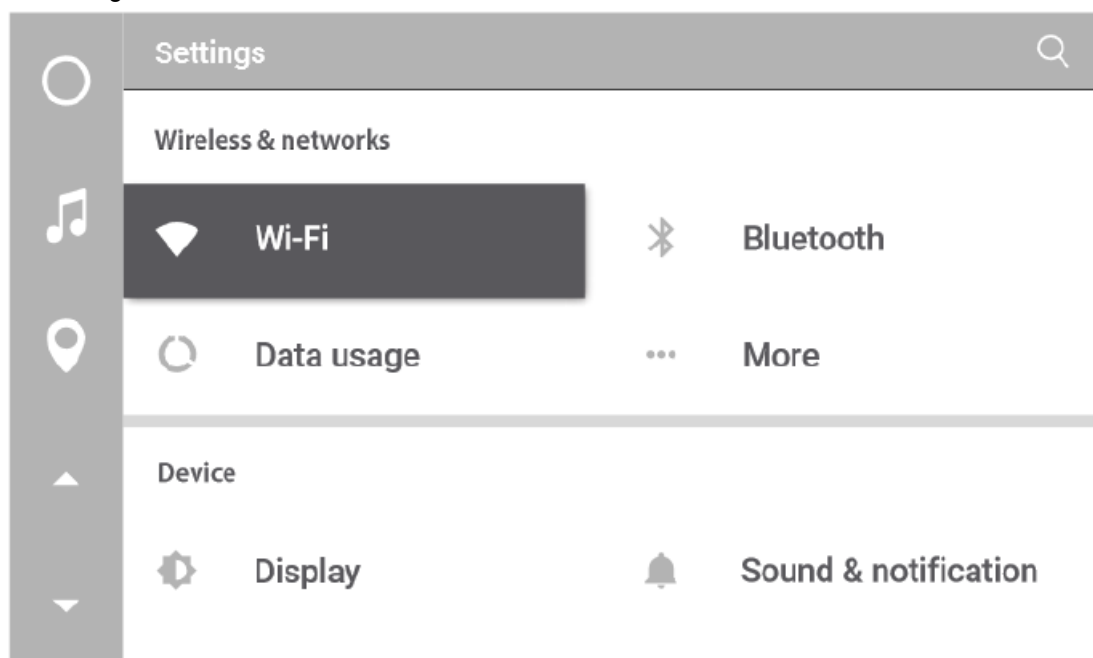 Settings
Wireless & networks
Wi-Fi
Bluetooth
Data usage
More
Device
Display
Sound & notification